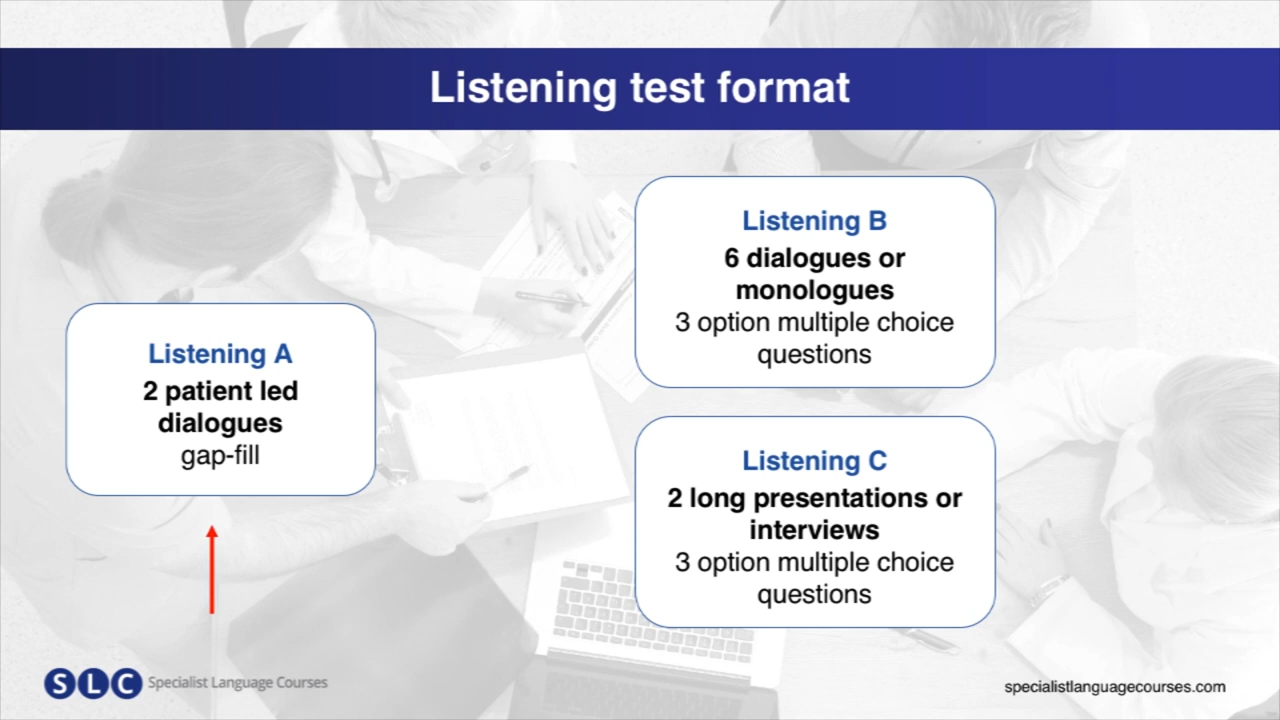 Listening test format
Listening A
2 patient led
dialogues
gap-fill
Listening B
6 dialogues or
monologues
3 option multiple choice
questions
Listening C
2 long presentations or
interviews
3 option multiple choice
questions
SLC Specialist Language Courses
specialistlanguagecourses.com